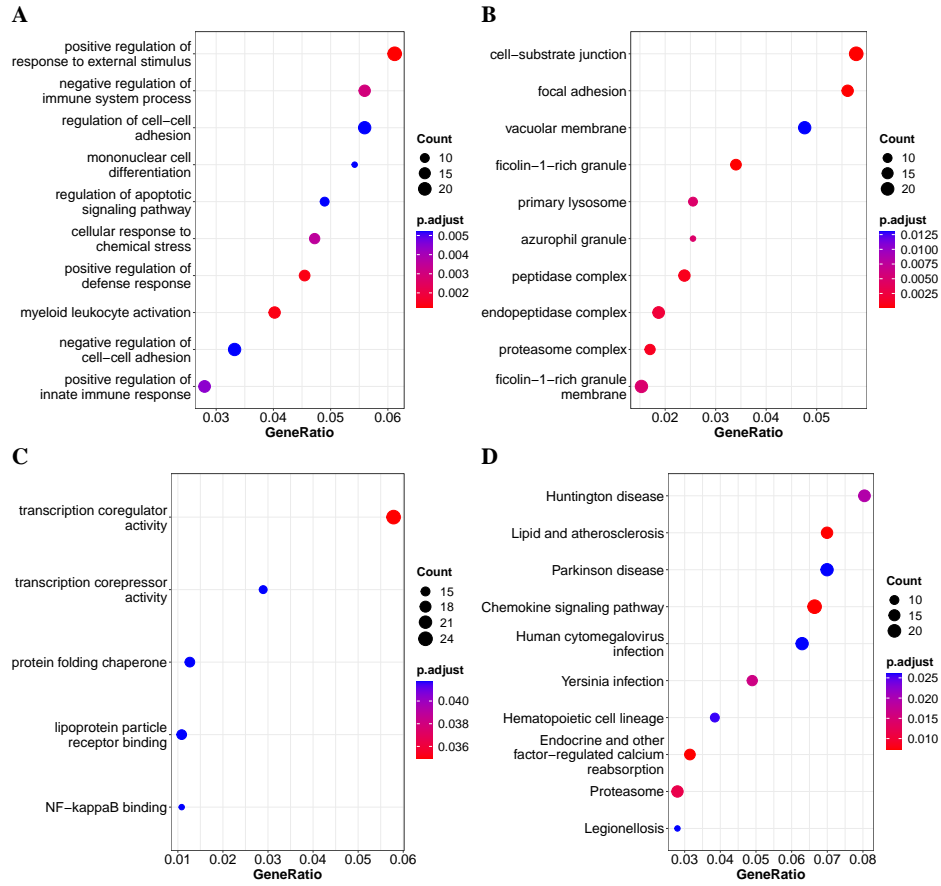 A
positive regulation of
response to external stimulus
negative regulation of
immune system process
regulation of cell−cell
adhesion
mononuclear cell
differentiation
regulation of apoptotic
signaling pathway
cellular response to
chemical stress
positive regulation of
defense response
myeloid leukocyte activation
negative regulation of
cell−cell adhesion
positive regulation of
innate immune response
0.03 0.04 0.05 0.06
GeneRatio
Count
10
15
20
p.adjust
0.005
0.004
0.003
0.002
B
cell−substrate junction
focal adhesion
vacuolar membrane
ficolin−1−rich granule
primary lysosome
azurophil granule
peptidase complex
endopeptidase complex
proteasome complex
ficolin−1−rich granule
membrane
0.02 0.03 0.04 0.05
GeneRatio
Count
10
15
20
p.adjust
0.0125
0.0100
0.0075
0.0050
0.0025
C
transcription coregulator
activity
transcription corepressor
activity
protein folding chaperone
lipoprotein particle
receptor binding
NF−kappaB binding
0.01 0.02 0.03 0.04 0.05 0.06
GeneRatio
Count
15
18
21
24
p.adjust
0.040
0.038
0.036
D
Huntington disease
Lipid and atherosclerosis
Parkinson disease
Chemokine signaling pathway
Human cytomegalovirus
infection
Yersinia infection
Hematopoietic cell lineage
Endocrine and other
factor−regulated calcium
reabsorption
Proteasome
Legionellosis
0.03 0.04 0.05 0.06 0.07 0.08
GeneRatio
Count
10
15
20
p.adjust
0.025
0.020
0.015
0.010